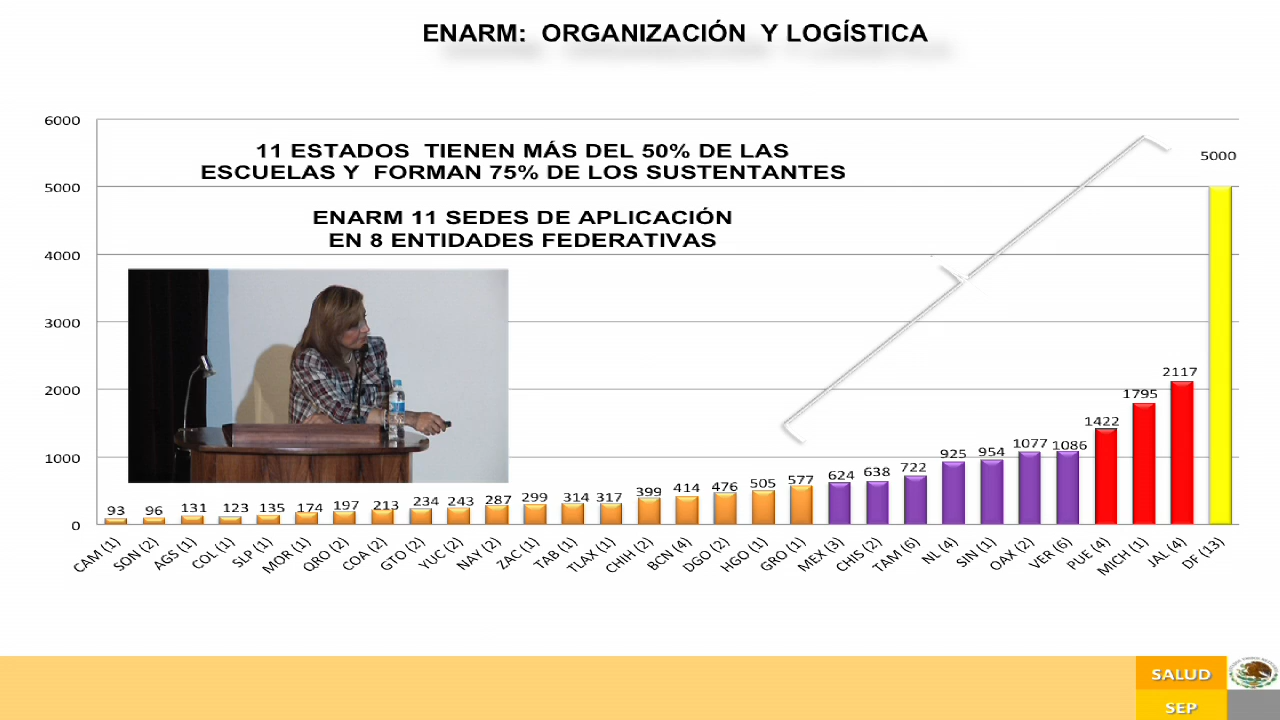 ENARM: ORGANIZACIÓN Y LOGÍSTICA
6000
5000
4000
3000
2000
1000
0
11 ESTADOS TIENEN MÁS DEL 50% DE LAS
ESCUELAS Y FORMAN 75% DE LOS SUSTENTANTES
ENARM 11 SEDES DE APLICACIÓN
EN 8 ENTIDADES FEDERATIVAS
93 96 131 123 135 174 197 213 234 243 287 299 314 317 399 414 476 505 577 624 638 722 925 954 1077 1086 1422 1795 2117 5000
CAM (1) SON (2) AGS (1) COL (1) SLP (1) MOR (1) QRO (2) COA (2) GTO (2) YUC (2) NAY (2) ZAC (1) TAB (1) TLAX (1) CHIH (2) BCN (4) DGO (2) HGO (1) GRO (1) MEX (3) CHIS (2) TAM (6) NL (4) SIN (1) OAX (2) VER (6) PUE (4) MICH (1) JAL (4) DF (13)
SALUD
SEP